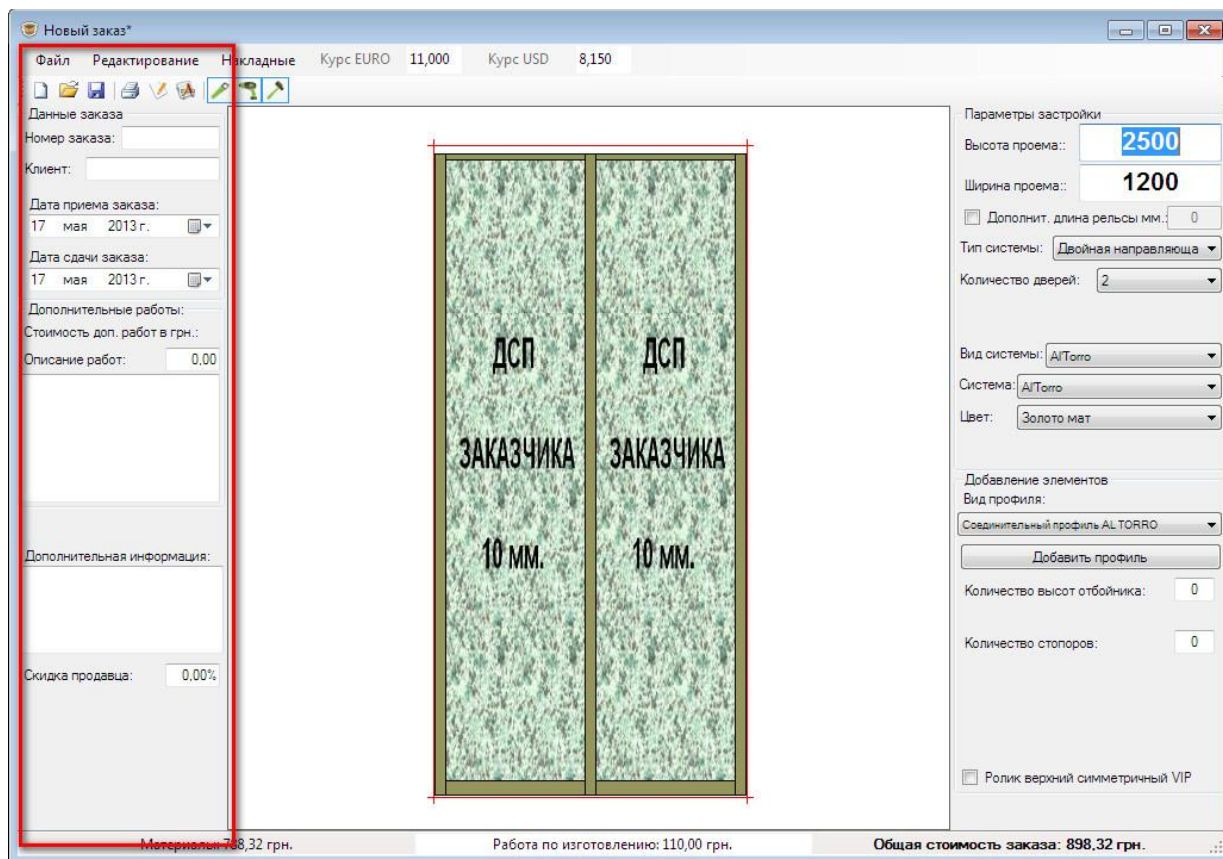 Новый заказ*
Файл Редактирование Накладные Курс EURO 11,000 Курс USD 8,150
Данные заказа
Номер заказа:
Клиент:
Дата приема заказа:
17 мая 2013 г.
Дата сдачи заказа:
17 мая 2013 г.
Дополнительные работы:
Стоимость доп. работ в грн.:
Описание работ: 0,00
Дополнительная информация:
Скидка продавца: 0,00%
ДСП
ЗАКАЗЧИКА
10 мм.
ДСП
ЗАКАЗЧИКА
10 мм.
Параметры застройки
Высота проема:: 2500
Ширина проема:: 1200
Дополнит. длина рельсы мм.: 0
Тип системы: Двойная направляюща
Количество дверей: 2
Вид системы: Al'Torro
Система: Al'Torro
Цвет: Золото мат
Добавление элементов
Вид профиля:
Соединительный профиль AL TORRO
Добавить профиль
Количество высот отбойника: 0
Количество стопоров: 0
Ролик верхний симметричный VIP
Материалы: 788,32 грн. Работа по изготовлению: 110,00 грн. Общая стоимость заказа: 898,32 грн.